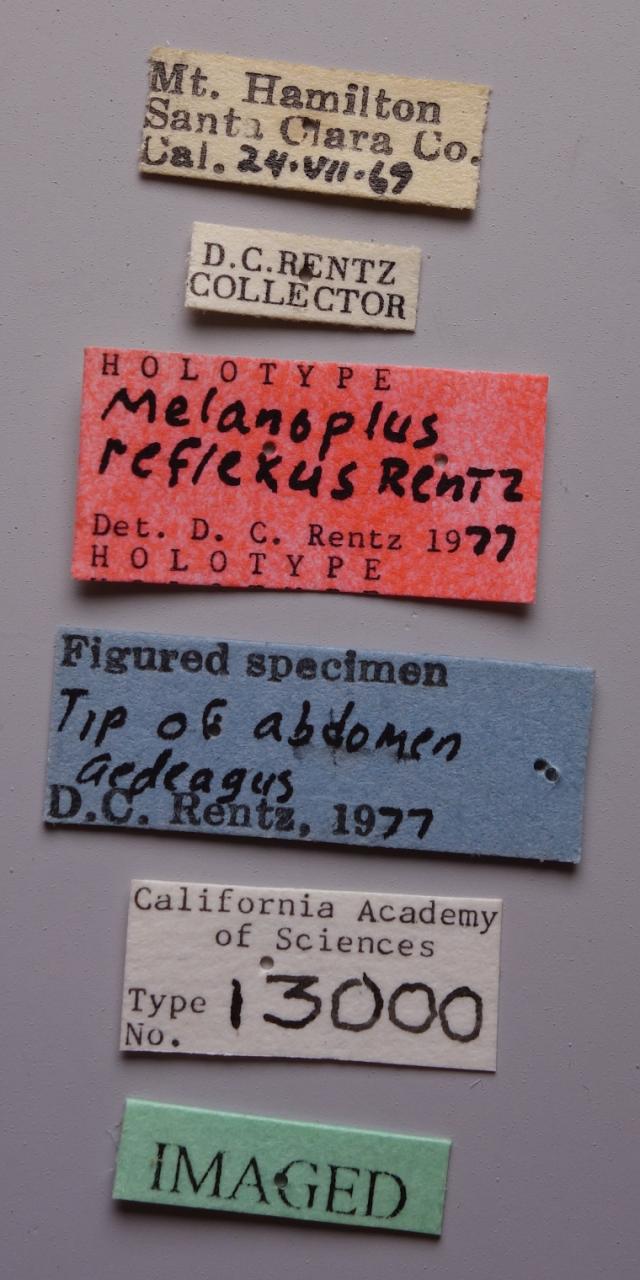 Mt. Hamilton
Santa Clara Co.
Cal. 24·VII·69
D.C.RENTZ
COLLECTOR
HOLOTYPE
Melanoplus
reflexus Rentz
Det. D. C. Rentz 1977
HOLOTYPE
Figured specimen
Tip of abdomen
aedeagus
D.C. Rentz, 1977
California Academy
of Sciences
Type 13000
No.
IMAGED